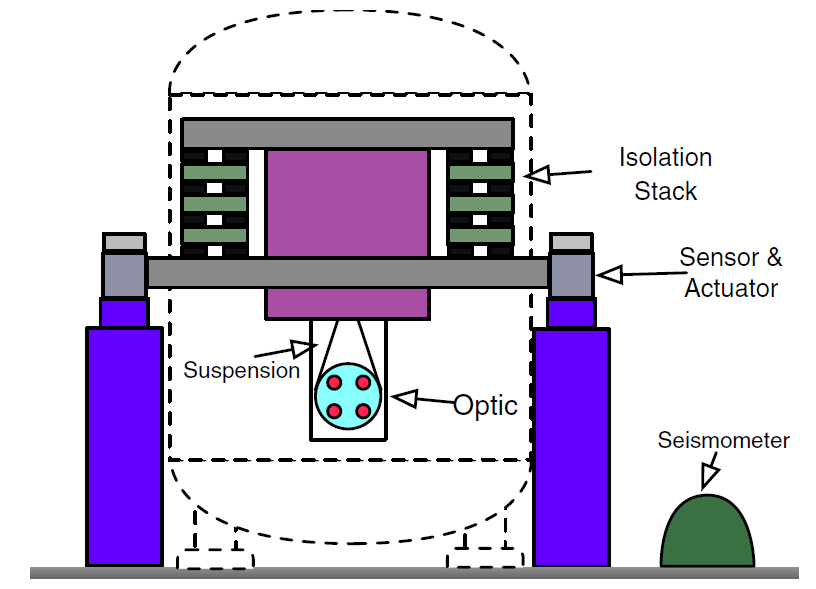 Isolation
Stack
Sensor &
Actuator
Suspension
Optic
Seismometer